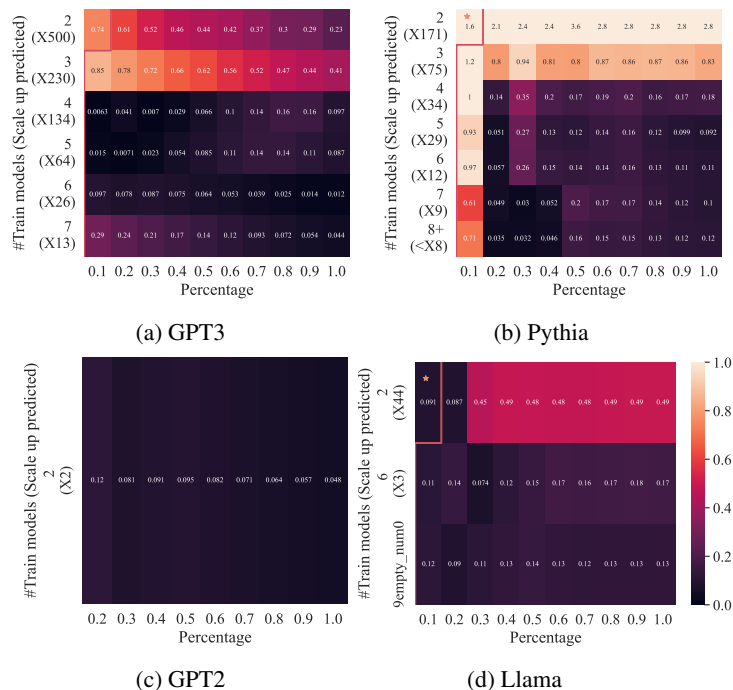 #Train models (Scale up predicted)
2
(X500)
0.74 0.61 0.52 0.46 0.44 0.42 0.37 0.3 0.29 0.23
3
(X230)
0.85 0.78 0.72 0.66 0.62 0.56 0.52 0.47 0.44 0.41
4
(X134)
0.0063 0.041 0.007 0.029 0.066 0.1 0.14 0.16 0.16 0.097
5
(X64)
0.015 0.0071 0.023 0.054 0.085 0.11 0.14 0.14 0.11 0.087
6
(X26)
0.097 0.078 0.087 0.075 0.064 0.053 0.039 0.025 0.014 0.012
7
(X13)
0.29 0.24 0.21 0.17 0.14 0.12 0.093 0.072 0.054 0.044
0.1 0.2 0.3 0.4 0.5 0.6 0.7 0.8 0.9 1.0
Percentage
(a) GPT3
#Train models (Scale up predicted)
2
(X171)
1.6 2.1 2.4 2.4 3.6 2.8 2.8 2.8 2.8 2.8
3
(X75)
1.2 0.8 0.94 0.81 0.8 0.87 0.86 0.87 0.86 0.83
4
(X34)
1 0.14 0.35 0.2 0.17 0.19 0.2 0.16 0.17 0.18
5
(X29)
0.93 0.051 0.27 0.13 0.12 0.14 0.16 0.12 0.099 0.092
6
(X12)
0.97 0.057 0.26 0.15 0.14 0.14 0.16 0.13 0.11 0.11
7
(X9)
0.61 0.049 0.03 0.052 0.2 0.17 0.17 0.14 0.12 0.1
8+
(<X8)
0.71 0.035 0.032 0.046 0.16 0.15 0.15 0.13 0.12 0.12
0.1 0.2 0.3 0.4 0.5 0.6 0.7 0.8 0.9 1.0
Percentage
(b) Pythia
#Train models (Scale up predicted)
2
(X2)
0.12 0.081 0.091 0.095 0.082 0.071 0.064 0.057 0.048
0.2 0.3 0.4 0.5 0.6 0.7 0.8 0.9 1.0
Percentage
(c) GPT2
#Train models (Scale up predicted)
2
(X44)
0.091 0.087 0.45 0.49 0.48 0.48 0.48 0.49 0.49 0.49
6
(X3)
0.11 0.14 0.074 0.12 0.15 0.17 0.16 0.17 0.18 0.17
9empty_num0
0.12 0.09 0.11 0.13 0.14 0.13 0.12 0.12 0.13 0.13
0.1 0.2 0.3 0.4 0.5 0.6 0.7 0.8 0.9 1.0
Percentage
(d) Llama
1.0
0.8
0.6
0.4
0.2
0.0